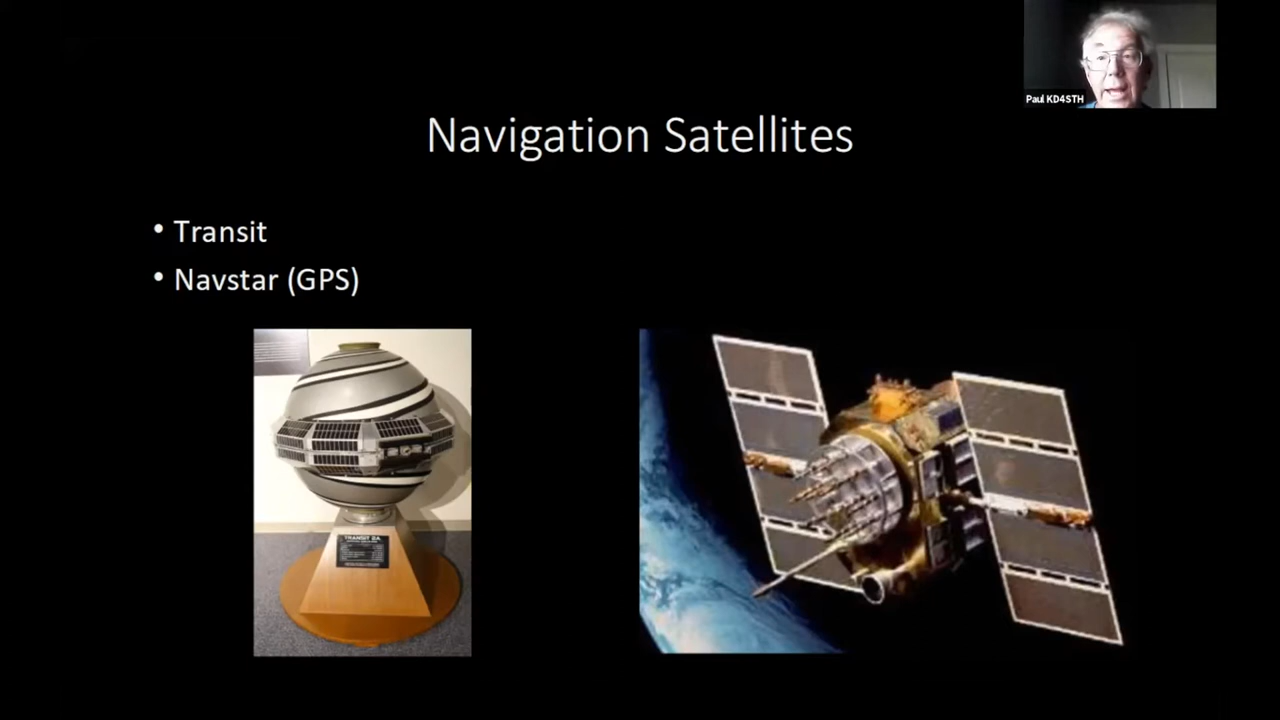 Paul KD4STH
Navigation Satellites
• Transit
• Navstar (GPS)
TRANSIT 2A